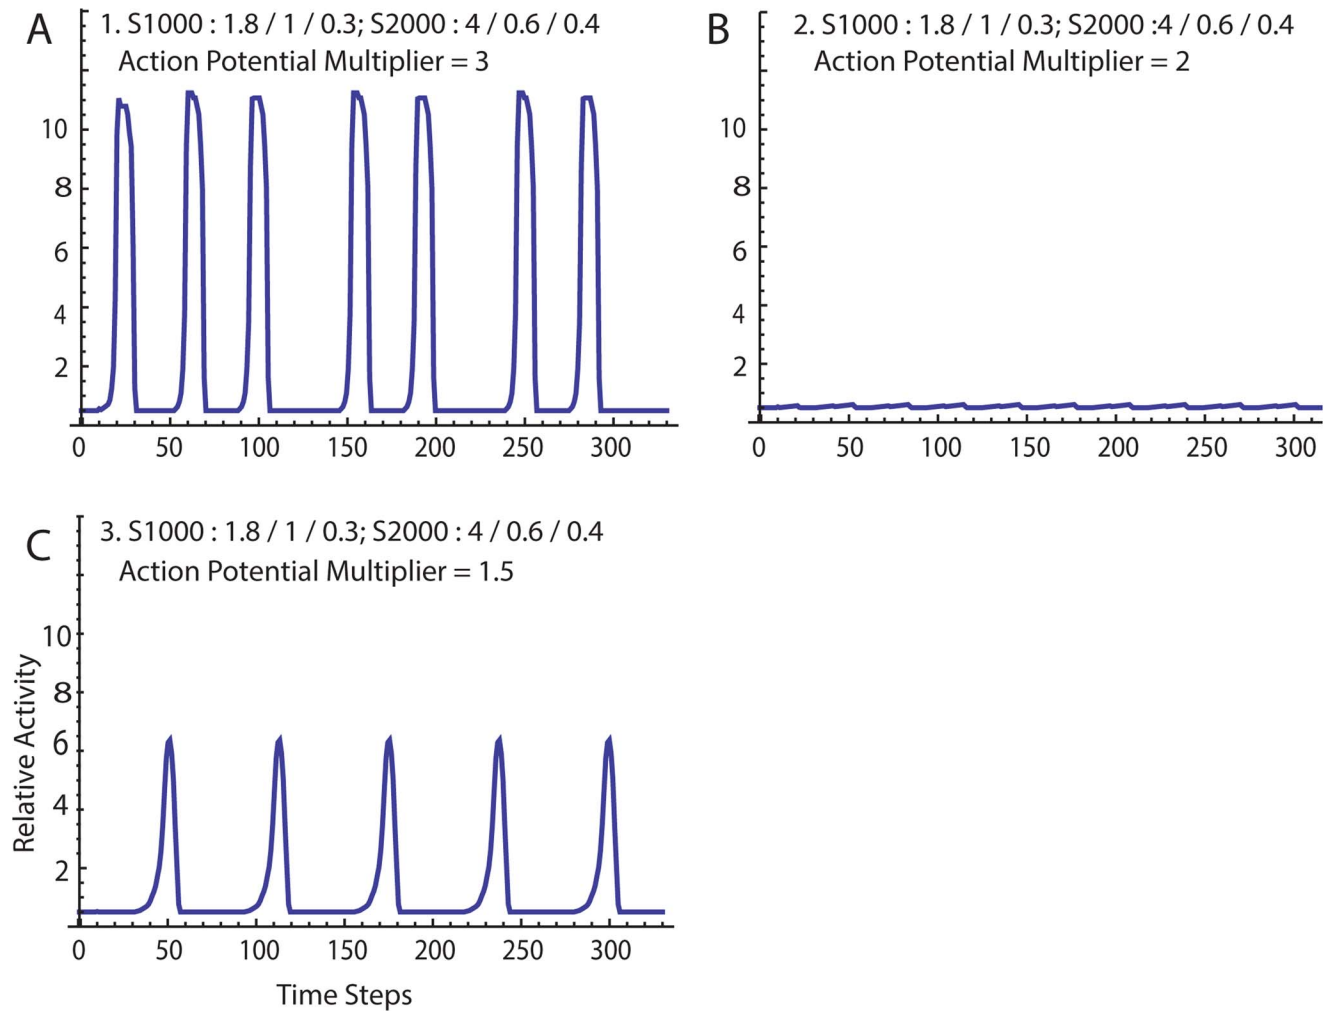 A
1. S1000 : 1.8 / 1 / 0.3; S2000 : 4 / 0.6 / 0.4
Action Potential Multiplier = 3
10
8
6
4
2
0 50 100 150 200 250 300
B
2. S1000 : 1.8 / 1 / 0.3; S2000 :4 / 0.6 / 0.4
Action Potential Multiplier = 2
10
8
6
4
2
0 50 100 150 200 250 300
C
3. S1000 : 1.8 / 1 / 0.3; S2000 : 4 / 0.6 / 0.4
Action Potential Multiplier = 1.5
Relative Activity
10
8
6
4
2
0 50 100 150 200 250 300
Time Steps